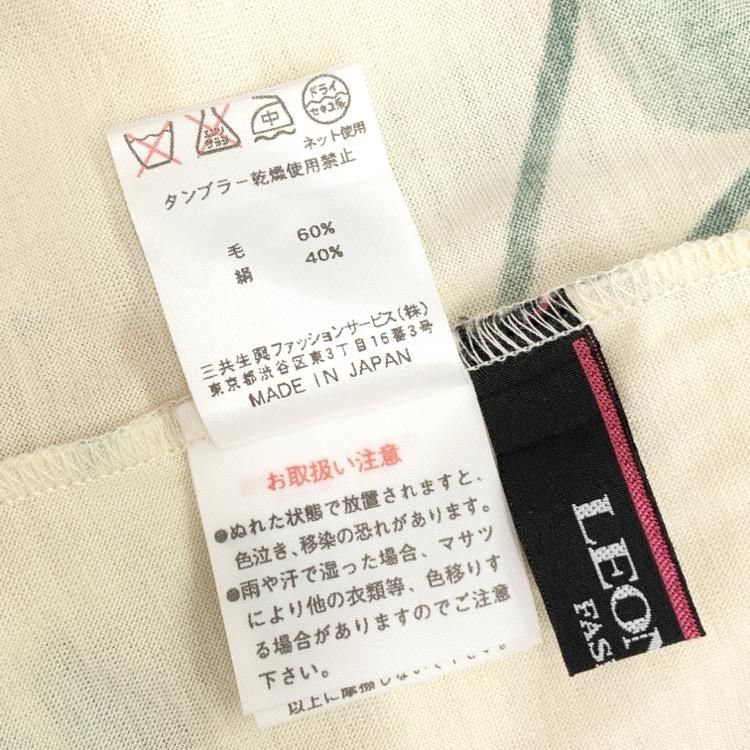 エンソ
サラシ
中
ドライ
セキユ系
ネット使用
タンブラー乾燥使用禁止
毛 60%
絹 40%
三共生興ファッションサービス(株)
東京都渋谷区東3丁目16番3号
MADE IN JAPAN
お取扱い注意
●ぬれた状態で放置されますと、
色泣き、移染の恐れがあります。
●雨や汗で湿った場合、マサツ
により他の衣類等、色移りす
る場合がありますのでご注意
下さい。
LEON
FAS